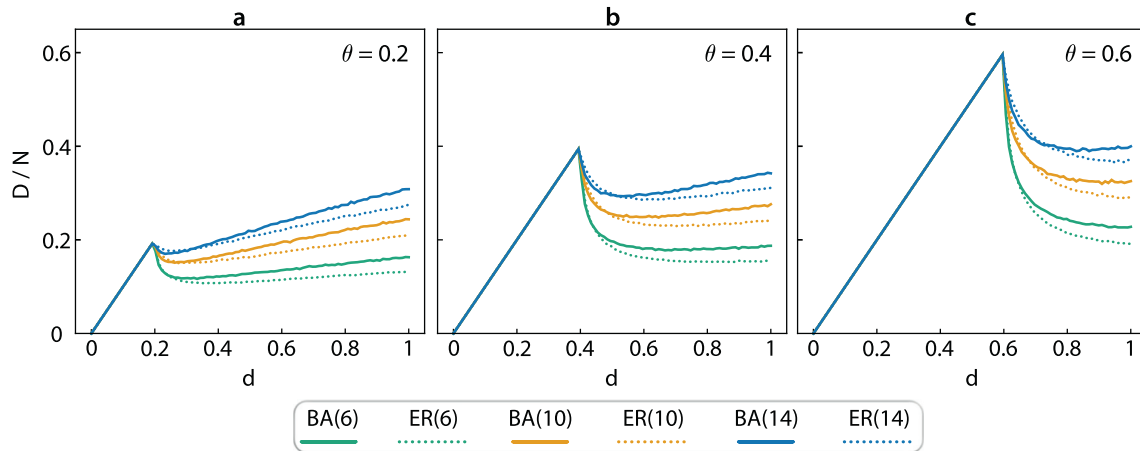 a b c
θ = 0.2 θ = 0.4 θ = 0.6
D / N
0.6
0.4
0.2
0
0 0.2 0.4 0.6 0.8 1
0 0.2 0.4 0.6 0.8 1
0 0.2 0.4 0.6 0.8 1
d d d
BA(6) ER(6) BA(10) ER(10) BA(14) ER(14)